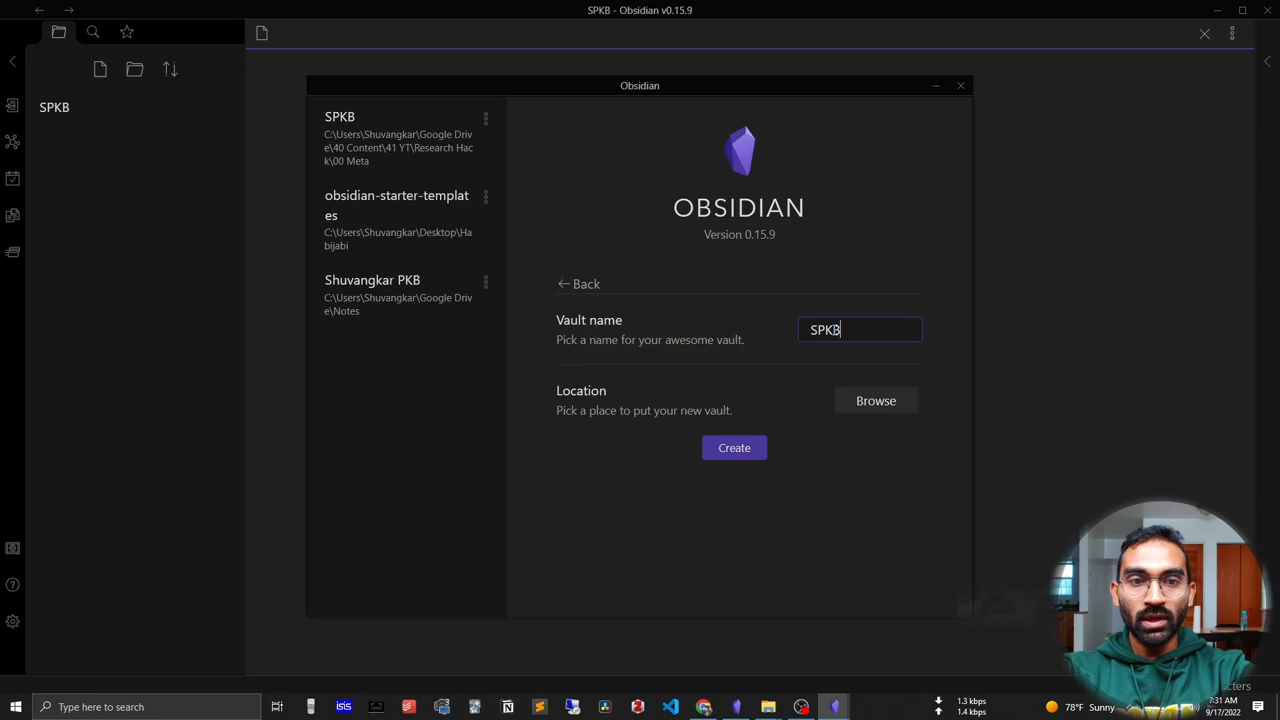 SPKB - Obsidian v0.15.9
SPKB
Obsidian
SPKB
C:\Users\Shuvangkar\Google Driv
e\40 Content\41 YT\Research Hac
k\00 Meta
obsidian-starter-templat
es
C:\Users\Shuvangkar\Desktop\Ha
bijabi
Shuvangkar PKB
C:\Users\Shuvangkar\Google Driv
e\Notes
OBSIDIAN
Version 0.15.9
Back
Vault name
Pick a name for your awesome vault.
SPKB
Location
Pick a place to put your new vault.
Browse
Create
Type here to search
isis
1.3 kbps
1.4 kbps
78°F Sunny
7:31 AM
9/17/2022